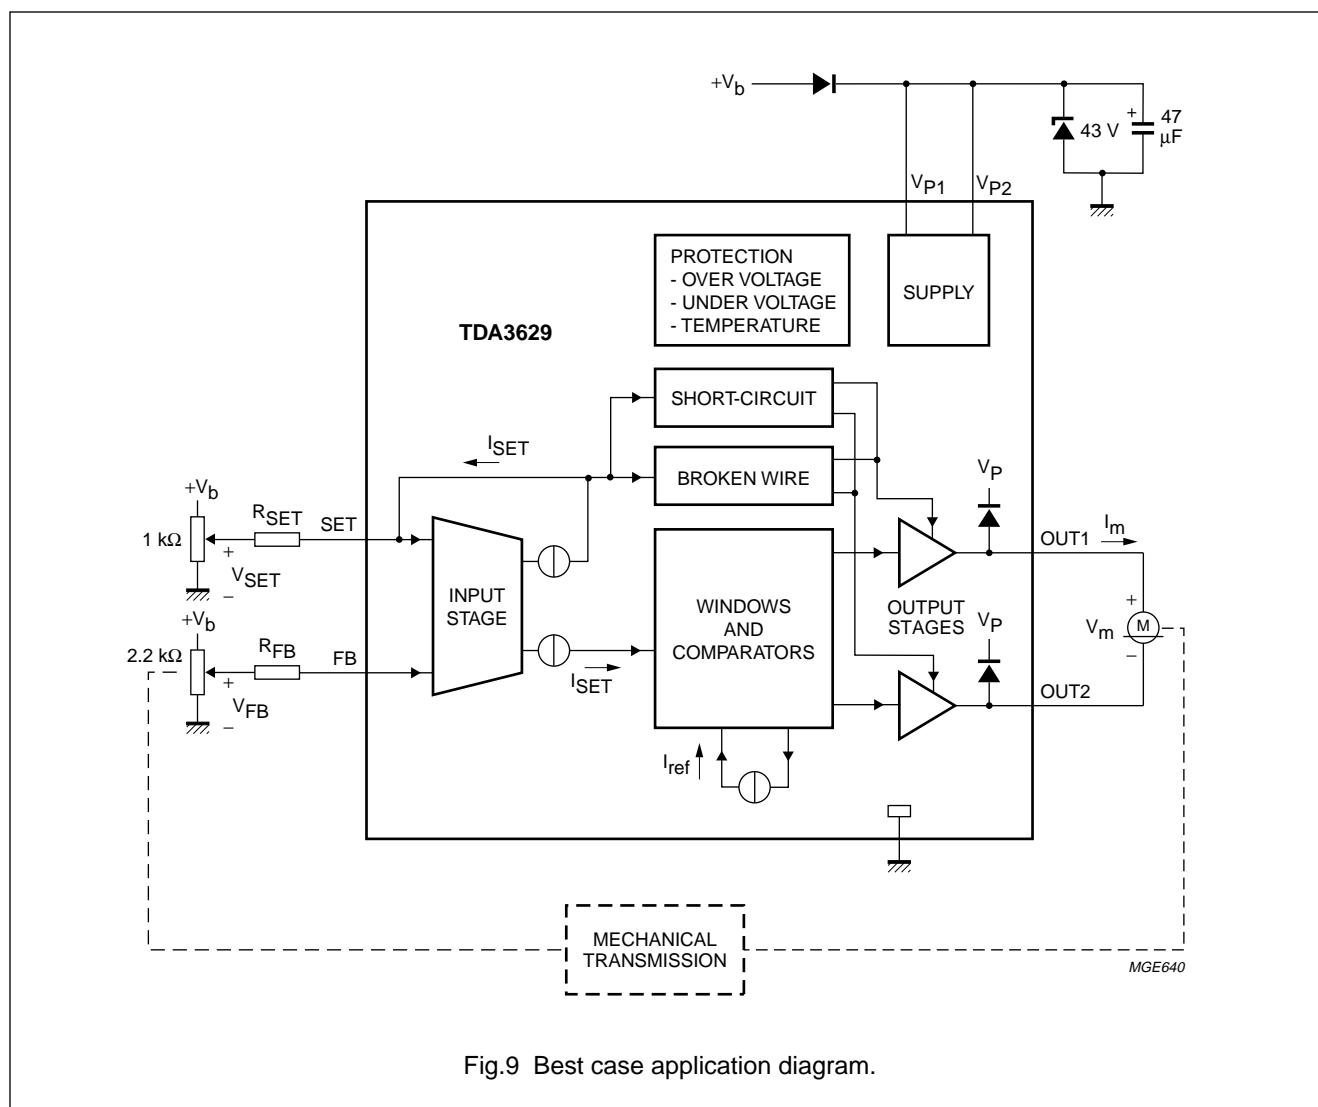 +Vb
43 V
+
47
µF
VP1
VP2
PROTECTION
- OVER VOLTAGE
- UNDER VOLTAGE
- TEMPERATURE
SUPPLY
TDA3629
SHORT-CIRCUIT
ISET
BROKEN WIRE
VP
+Vb
RSET
SET
1 kΩ
+
VSET
−
OUT1
Im
INPUT
STAGE
WINDOWS
AND
COMPARATORS
OUTPUT
STAGES
+
Vm
M
−
+Vb
2.2 kΩ
RFB
FB
+
VFB
−
ISET
VP
OUT2
Iref
MECHANICAL
TRANSMISSION
MGE640
Fig.9 Best case application diagram.